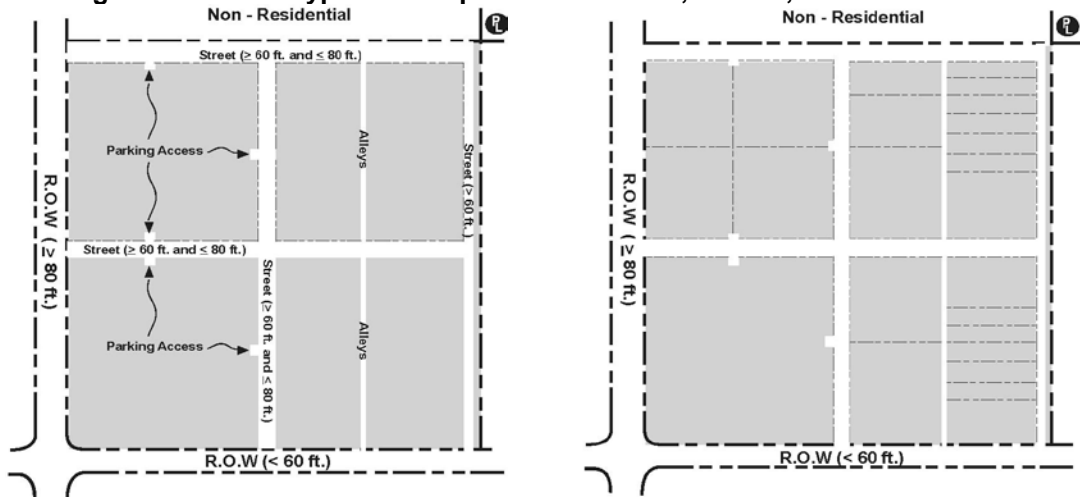 Non - Residential
PL
Street (≥ 60 ft. and ≤ 80 ft.)
Parking Access
Alleys
Street (> 60 ft.)
R.O.W (≥ 80 ft.)
Street (≥ 60 ft. and ≤ 80 ft.)
Street (≥ 60 ft. and ≤ 80 ft.)
Parking Access
Alleys
R.O.W (< 60 ft.)
Non - Residential
PL
R.O.W (≥ 80 ft.)
R.O.W (< 60 ft.)